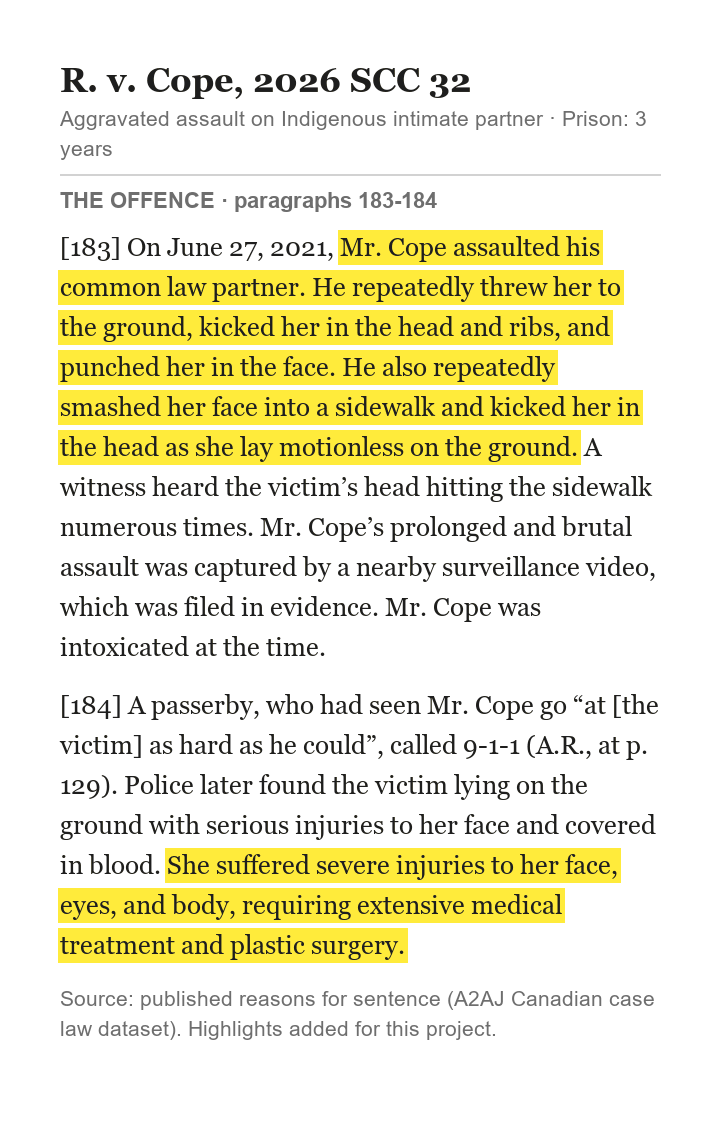 R. v. Cope, 2026 SCC 32
Aggravated assault on Indigenous intimate partner · Prison: 3
years
THE OFFENCE · paragraphs 183-184
[183] On June 27, 2021, Mr. Cope assaulted his
common law partner. He repeatedly threw her to
the ground, kicked her in the head and ribs, and
punched her in the face. He also repeatedly
smashed her face into a sidewalk and kicked her in
the head as she lay motionless on the ground. A
witness heard the victim’s head hitting the sidewalk
numerous times. Mr. Cope’s prolonged and brutal
assault was captured by a nearby surveillance video,
which was filed in evidence. Mr. Cope was
intoxicated at the time.
[184] A passerby, who had seen Mr. Cope go “at [the
victim] as hard as he could”, called 9-1-1 (A.R., at p.
129). Police later found the victim lying on the
ground with serious injuries to her face and covered
in blood. She suffered severe injuries to her face,
eyes, and body, requiring extensive medical
treatment and plastic surgery.
Source: published reasons for sentence (A2AJ Canadian case
law dataset). Highlights added for this project.